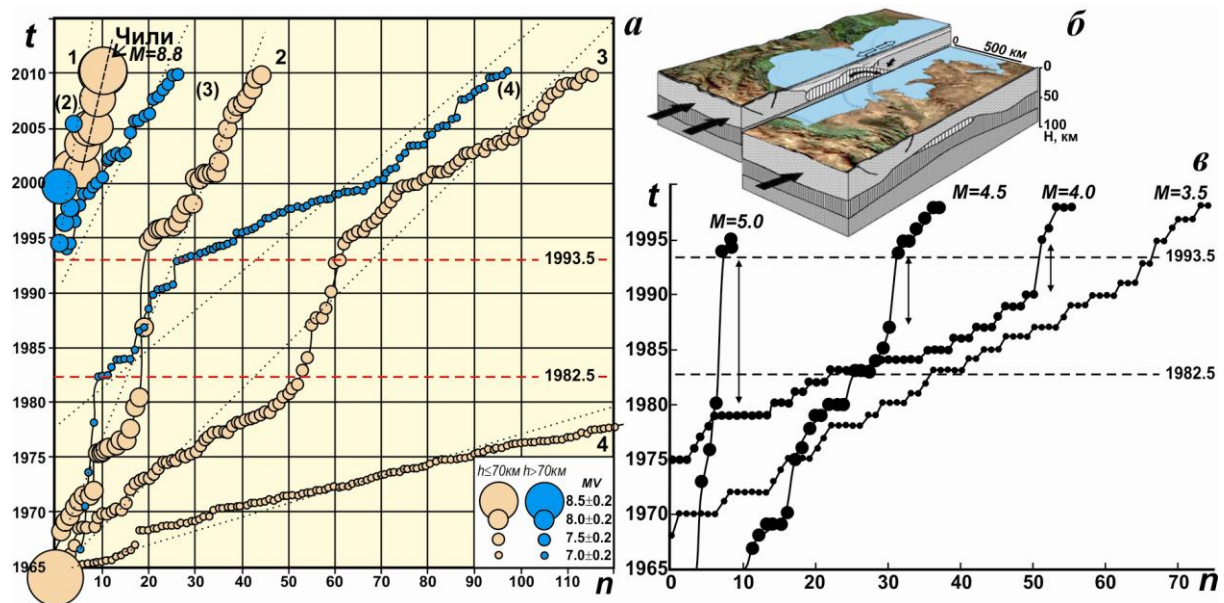 t
Чили
M=8.8
1
2
3
(2)
(3)
(4)
4
2010
2005
2000
1995
1990
1985
1980
1975
1970
1965
1993.5
1982.5
h≤70км h>70км
MV
8.5±0.2
8.0±0.2
7.5±0.2
7.0±0.2
10 20 30 40 50 60 70 80 90 100 110 n
а
б
0
500 км
0
50
100
H, км
в
t
M=5.0
M=4.5
M=4.0
M=3.5
1995
1990
1985
1980
1975
1970
1965
1993.5
1982.5
0 10 20 30 40 50 60 70 n